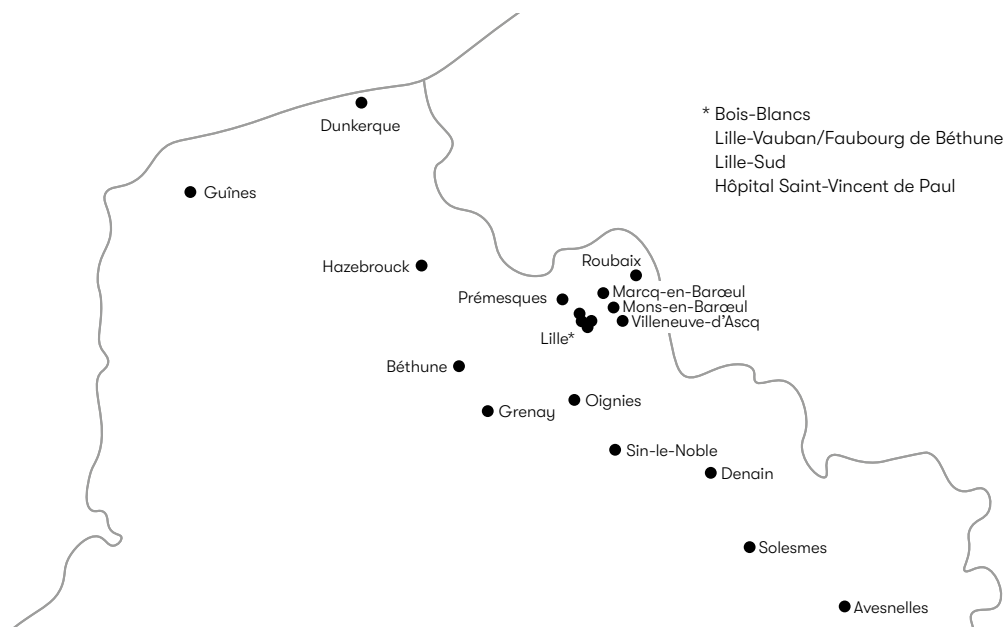 Dunkerque
* Bois-Blancs
Lille-Vauban/Faubourg de Béthune
Lille-Sud
Hôpital Saint-Vincent de Paul
Guînes
Hazebrouck
Roubaix
Prémesques
Marcq-en-Barœul
Mons-en-Barœul
Villeneuve-d'Ascq
Lille*
Béthune
Oignies
Grenay
Sin-le-Noble
Denain
Solesmes
Avesnelles